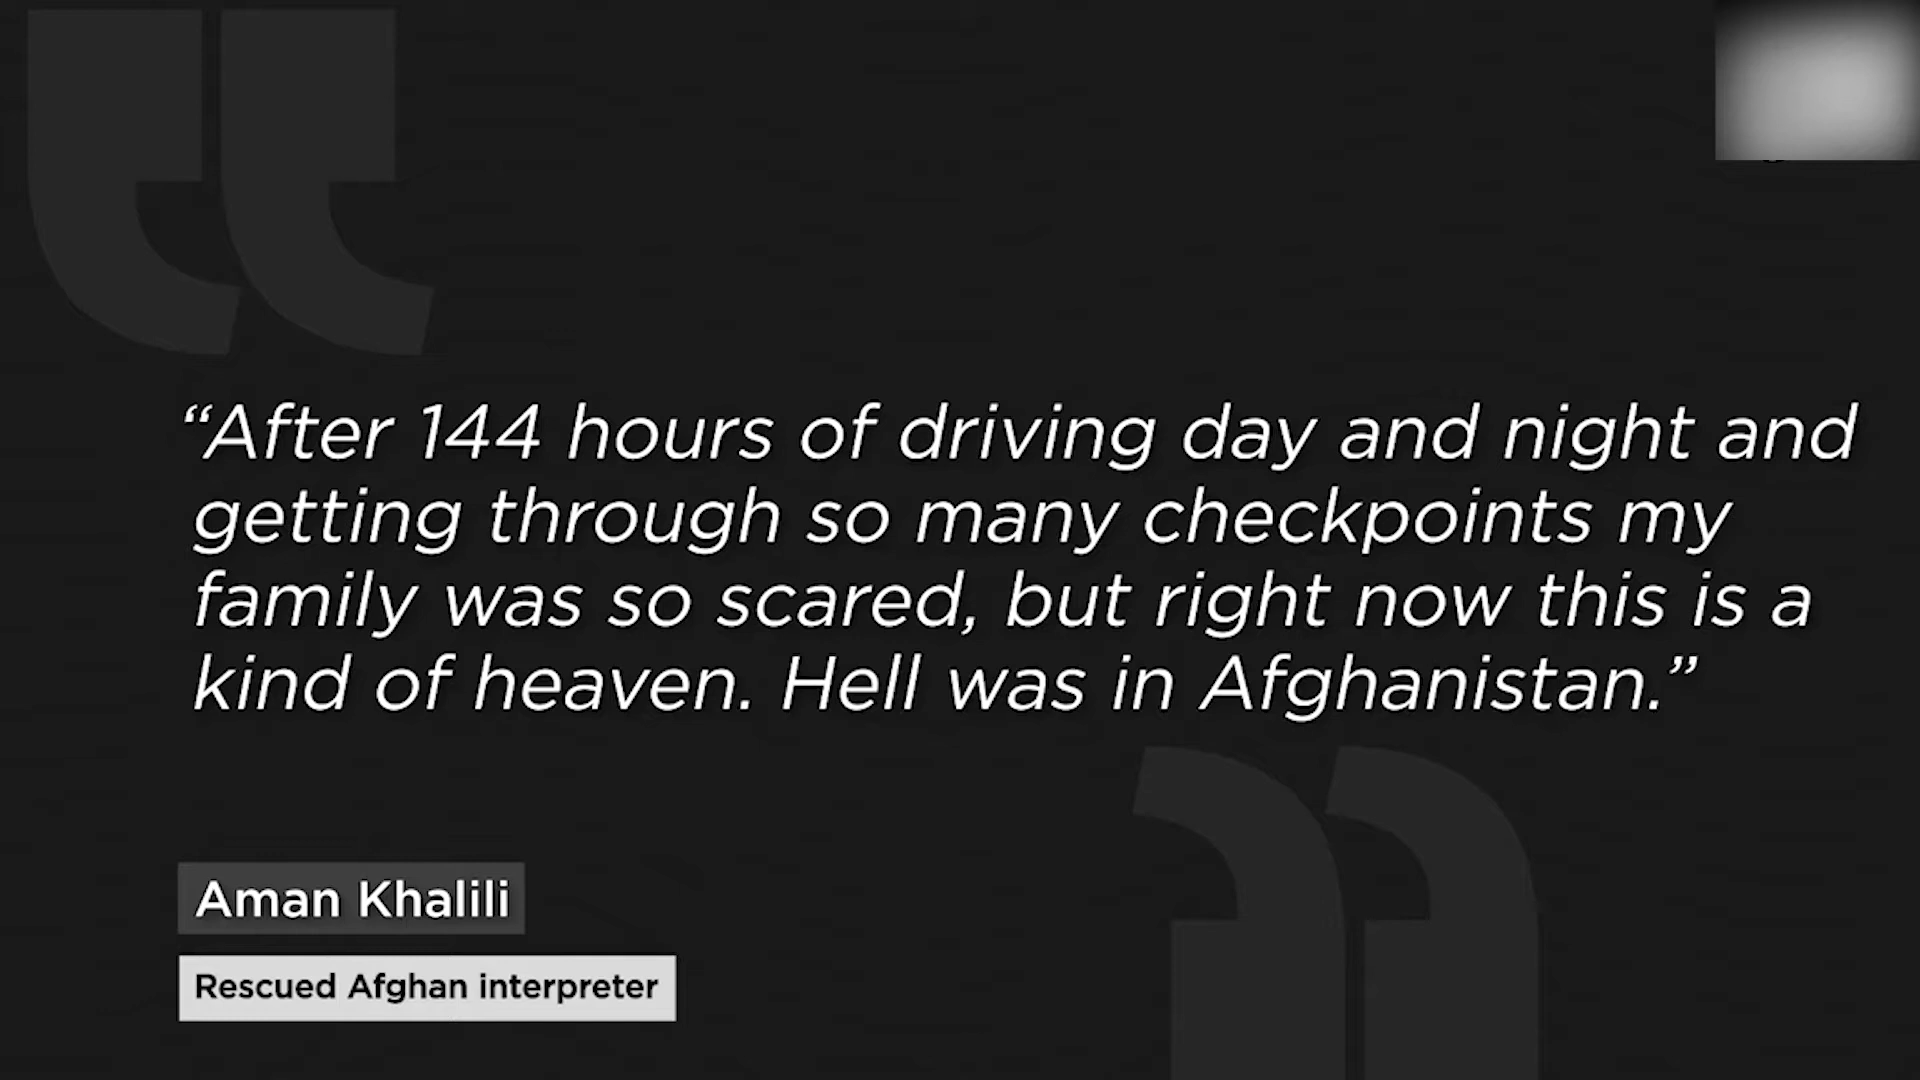 “After 144 hours of driving day and night and
getting through so many checkpoints my
family was so scared, but right now this is a
kind of heaven. Hell was in Afghanistan.”
Aman Khalili
Rescued Afghan interpreter